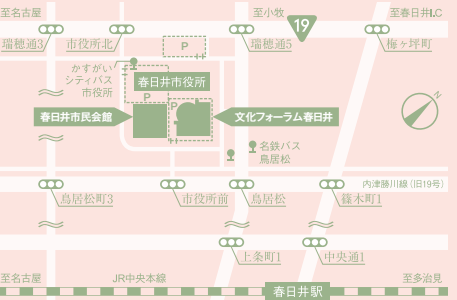 至名古屋
至小牧
至春日井I.C
19
瑞穂通3
市役所北
P
瑞穂通5
梅ヶ坪町
かすがい
シティバス
市役所
春日井市役所
P
P
N
春日井市民会館
文化フォーラム春日井
名鉄バス
鳥居松
内津勝川線（旧19号）
鳥居松町3
市役所前
鳥居松
篠木町1
上条町1
中央通1
至名古屋
JR中央本線
至多治見
春日井駅